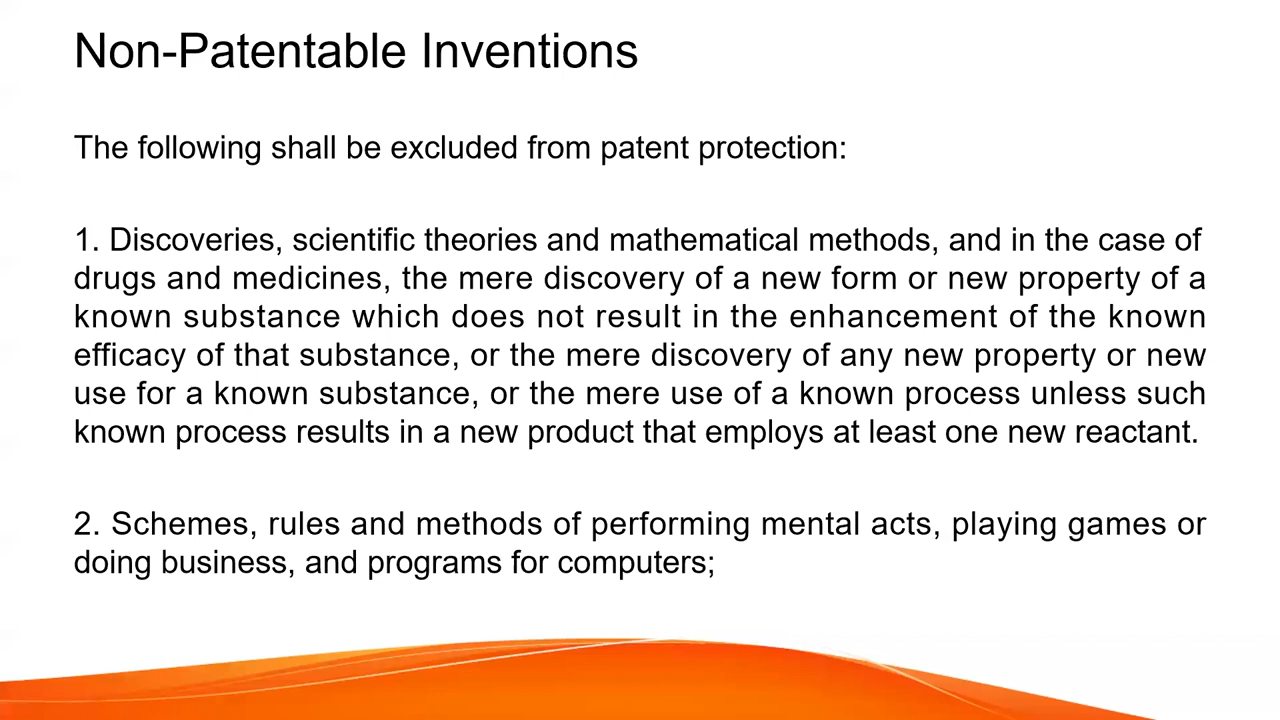 Non-Patentable Inventions
The following shall be excluded from patent protection:
1. Discoveries, scientific theories and mathematical methods, and in the case of
drugs and medicines, the mere discovery of a new form or new property of a
known substance which does not result in the enhancement of the known
efficacy of that substance, or the mere discovery of any new property or new
use for a known substance, or the mere use of a known process unless such
known process results in a new product that employs at least one new reactant.
2. Schemes, rules and methods of performing mental acts, playing games or
doing business, and programs for computers;